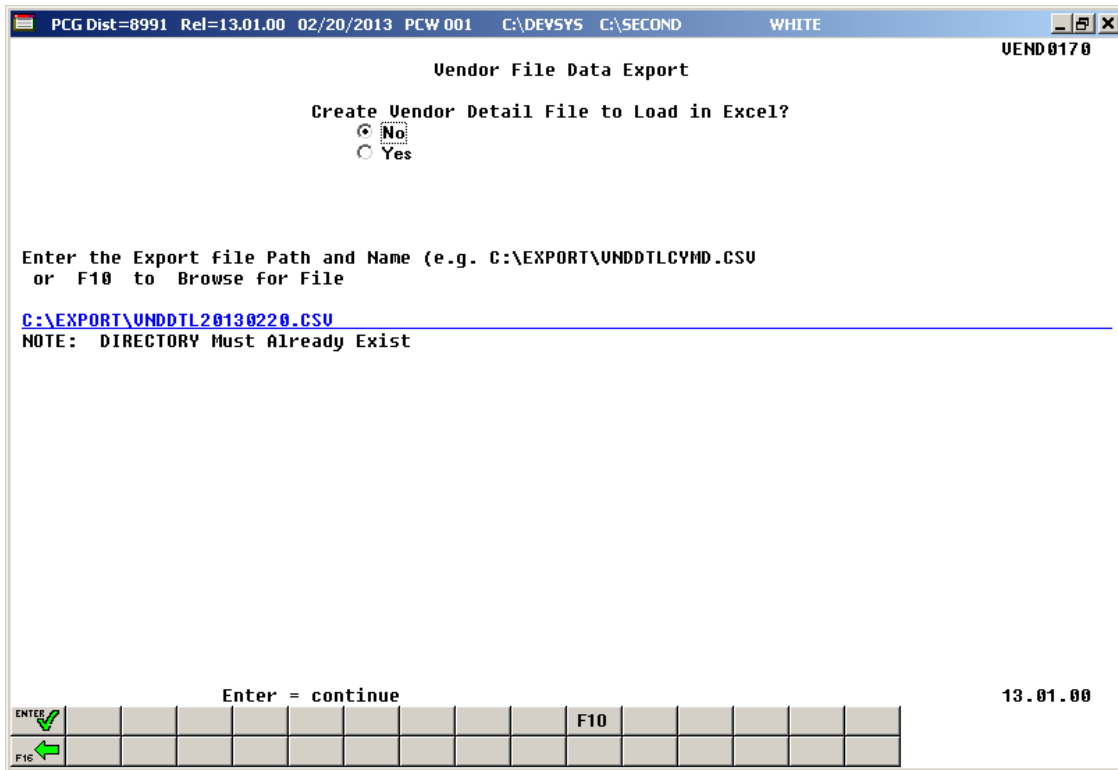 PCG Dist=8991 Rel=13.01.00 02/20/2013 PCW 001 C:\DEVSYS C:\SECOND WHITE
VEND0170
Vendor File Data Export
Create Vendor Detail File to Load in Excel?
No
Yes
Enter the Export file Path and Name (e.g. C:\EXPORT\VNDDTLCYMD.CSV
or F10 to Browse for File
C:\EXPORT\VNDDTL20130220.CSV
NOTE: DIRECTORY Must Already Exist
Enter = continue 13.01.00
ENTER F10
F16